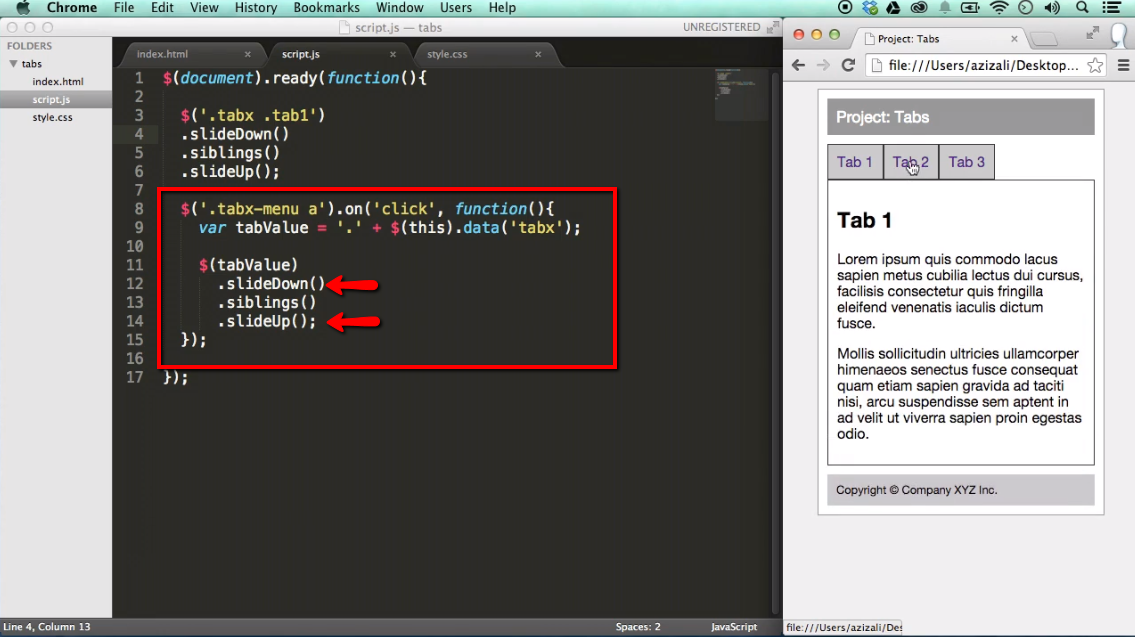 Chrome File Edit View History Bookmarks Window Users Help
script.js — tabs
UNREGISTERED
FOLDERS
tabs
index.html
script.js
style.css
index.html × script.js × style.css ×
1 $(document).ready(function(){
2
3 $('.tabx .tab1')
4 .slideDown()
5 .siblings()
6 .slideUp();
7
8 $('.tabx-menu a').on('click', function(){
9 var tabValue = '.' + $(this).data('tabx');
10
11 $(tabValue)
12 .slideDown()
13 .siblings()
14 .slideUp();
15 });
16
17 });
Line 4, Column 13
Spaces: 2
JavaScript
Project: Tabs ×
file:///Users/azizali/Desktop...
Project: Tabs
Tab 1 Tab 2 Tab 3
Tab 1
Lorem ipsum quis commodo lacus
sapien metus cubilia lectus dui cursus,
facilisis consectetur quis fringilla
eleifend venenatis iaculis dictum
fusce.
Mollis sollicitudin ultricies ullamcorper
himenaeos senectus fusce consequat
quam etiam sapien gravida ad taciti
nisi, arcu suspendisse sem aptent in
ad velit ut viverra sapien proin egestas
odio.
Copyright © Company XYZ Inc.
file:///Users/azizali/Des